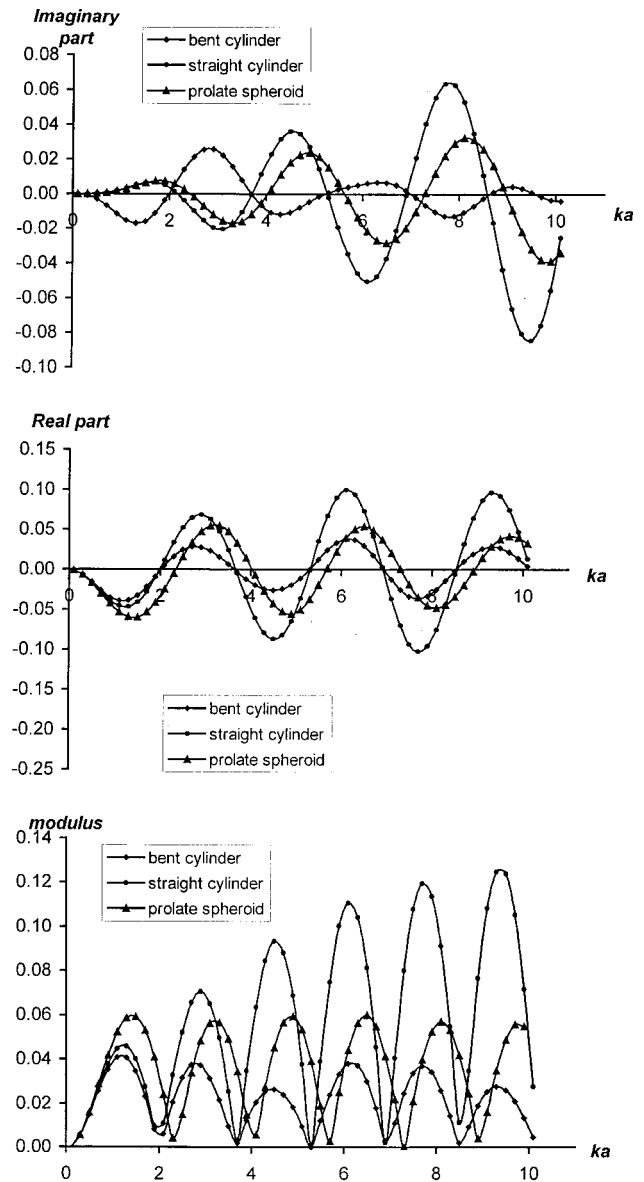 Imaginary
part
bent cylinder
straight cylinder
prolate spheroid
0.08
0.06
0.04
0.02
0.00
-0.02
-0.04
-0.06
-0.08
-0.10
0 2 4 6 8 10
ka
Real part
0.15
0.10
0.05
0.00
-0.05
-0.10
-0.15
-0.20
-0.25
0 2 4 6 8 10
ka
bent cylinder
straight cylinder
prolate spheroid
modulus
0.14
0.12
0.10
0.08
0.06
0.04
0.02
0.00
bent cylinder
straight cylinder
prolate spheroid
0 2 4 6 8 10
ka